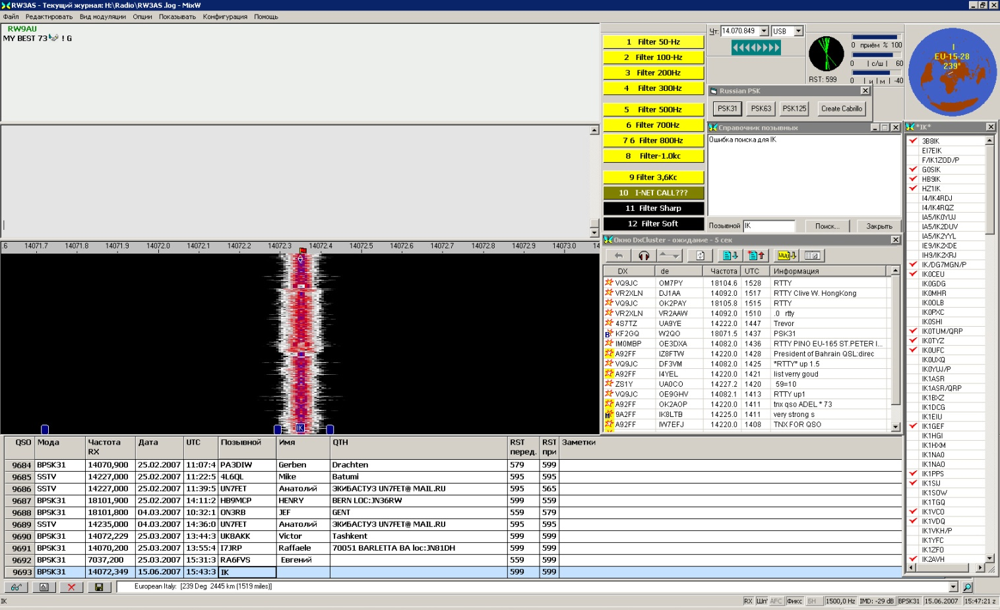 RW3AS - Текущий журнал: H:\Radio\RW3AS .log - MixW
Файл Редактировать Вид модуляции Опции Показывать Конфигурация Помощь
RW9AU
MY BEST 73 ! G
1 Filter 50-Hz
2 Filter 100-Hz
3 Filter 200Hz
4 Filter 300Hz
5 Filter 500Hz
6 Filter 700Hz
7 6 Filter 800Hz
8 Filter-1.0kc
9 Filter 3,6Kc
10 I-NET CALL???
11 Filter Sharp
12 Filter Soft
Чт: 14.070.849 USB
RST: 599
0 приём % 100
0 | с/ш | 60
0 | и | м | -40
I
EU-15-28
239°
Russian PSK
PSK31 PSK63 PSK125 Create Cabrillo
Справочник позывных
Ошибка поиска для IK
Позывной IK Поиск... Закрыть
*IK*
3B8IK
EI7EIK
F/IK1ZOD/P
G0SIK
HB9IK
HZ1IK
I4/IK4RDJ
I4/IK4RQZ
IA5/IK0YUJ
IA5/IK2DUV
IA5/IK2YYL
IE9/IK2XDE
IH9/IK2XRJ
IK/DG7MGN/P
IK0CEU
IK0GDG
IK0MHR
IK0OLB
IK0PXC
IK0SHI
IK0TUM/QRP
IK0TYZ
IK0UFC
IK0UXQ
IK0YUJ/P
IK1ASR
IK1ASR/QRP
IK1BXZ
IK1DCG
IK1EIU
IK1GEF
IK1HGI
IK1HXM
IK1NA0
IK1NAO
IK1PPS
IK1SIJ
IK1SOW
IK1TGQ
IK1VCO
IK1VDQ
IK1VKH/P
IK1YFC
IK1ZFO
IK2AVH
.6 14071.7 14071.8 14071.9 14072.0 14072.1 14072.2 14072.3 14072.4 14072.5 14072.6 14072.7 14072.8 14072.9 14073.0 14
IK
Окно DxCluster - ожидание - 5 сек
DX de Частота UTC Информация
VQ9JC OM7PY 18104.6 1528 RTTY
VR2XLN DJ1AA 14092.0 1517 RTTY Clive W. HongKong
VQ9JC OK2PAY 18105.8 1515 RTTY
VR2XLN VR2AAW 14092.0 1510 .0 rtty
4S7TZ UA9YE 14222.0 1447 Trevor
KF2GQ W2QO 18071.5 1437 PSK31
IM0MBP OE3DXA 14082.0 1436 RTTY PINO EU-165 ST.PETER I...
A92FF IZ8FTW 14220.0 1428 President of Bahrain QSL:direc
VQ9JC DF3VM 14082.0 1425 *RTTY* up 1.5
A92FF I4YEL 14220.0 1421 list verry goud
ZS1Y UA0CO 14227.2 1420 59=10
VQ9JC OE9GHV 14082.1 1413 RTTY up1
A92FF OK2AOP 14220.0 1411 tnx qso ADEL * 73
9A2FF IK8LTB 14225.0 1411 very strong s
A92FF IW7EFJ 14220.0 1408 TNX FOR QSO
QSO Мода Частота RX Дата UTC Позывной Имя QTH RST перед. RST при Заметки
9684 BPSK31 14070,900 25.02.2007 11:07:4 PA3DIW Gerben Drachten 579 599
9685 SSTV 14227,000 25.02.2007 11:22:5 4L6QL Mike Batumi 595 595
9686 SSTV 14227,000 25.02.2007 11:39:5 UN7FET Анатолий ЭКИБАСТУЗ UN7FET@ MAIL.RU 595 565
9687 BPSK31 18101,900 25.02.2007 14:11:2 HB9MCP HENRY BERN LOC:JN36RW 599 559
9688 BPSK31 18101,800 04.03.2007 10:32:1 ON3RB JEF GENT 559 579
9689 SSTV 14235,000 04.03.2007 14:36:0 UN7FET Анатолий ЭКИБАСТУЗ UN7FET@ MAIL.RU 595 595
9690 BPSK31 14072,229 25.03.2007 13:44:3 UK8AKK Victor Tashkent 599 599
9691 BPSK31 14070,200 25.03.2007 13:55:4 I7JRP Raffaele 70051 BARLETTA BA loc:JN81DH 599 599
9692 BPSK31 7037,200 25.03.2007 15:31:3 RA6FVS Евгений 559 599
9693 BPSK31 14072,349 15.06.2007 15:43:3 IK 599 599
European Italy: [239 Deg 2445 km (1519 miles)]
IK
RX Шп' AFC Фикс БН 1500,0 Hz IMD: -29 dB BPSK31 15.06.2007 15:47:21 z